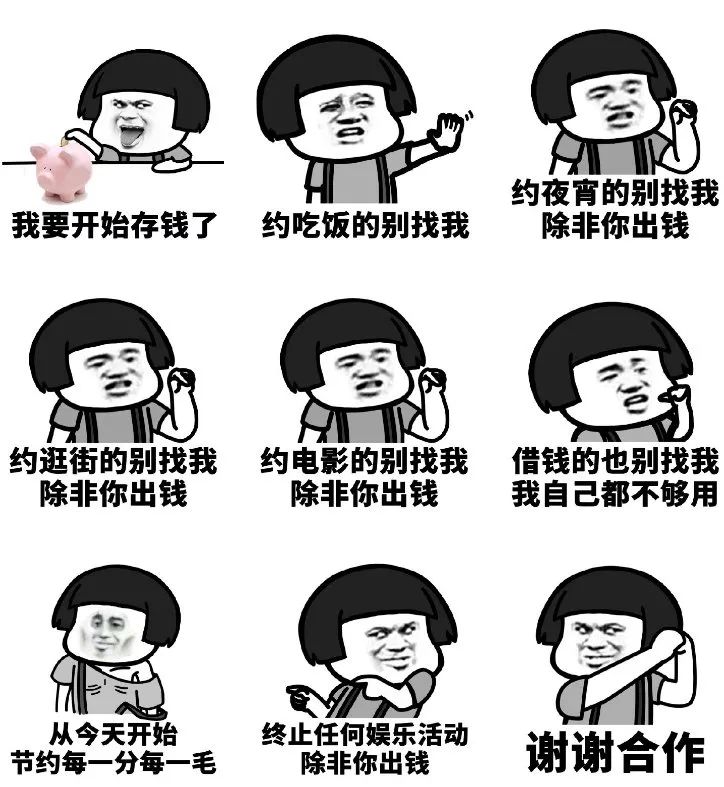 我要开始存钱了
约吃饭的别找我
约夜宵的别找我
除非你出钱
约逛街的别找我
除非你出钱
约电影的别找我
除非你出钱
借钱的也别找我
我自己都不够用
从今天开始
节约每一分每一毛
终止任何娱乐活动
除非你出钱
谢谢合作